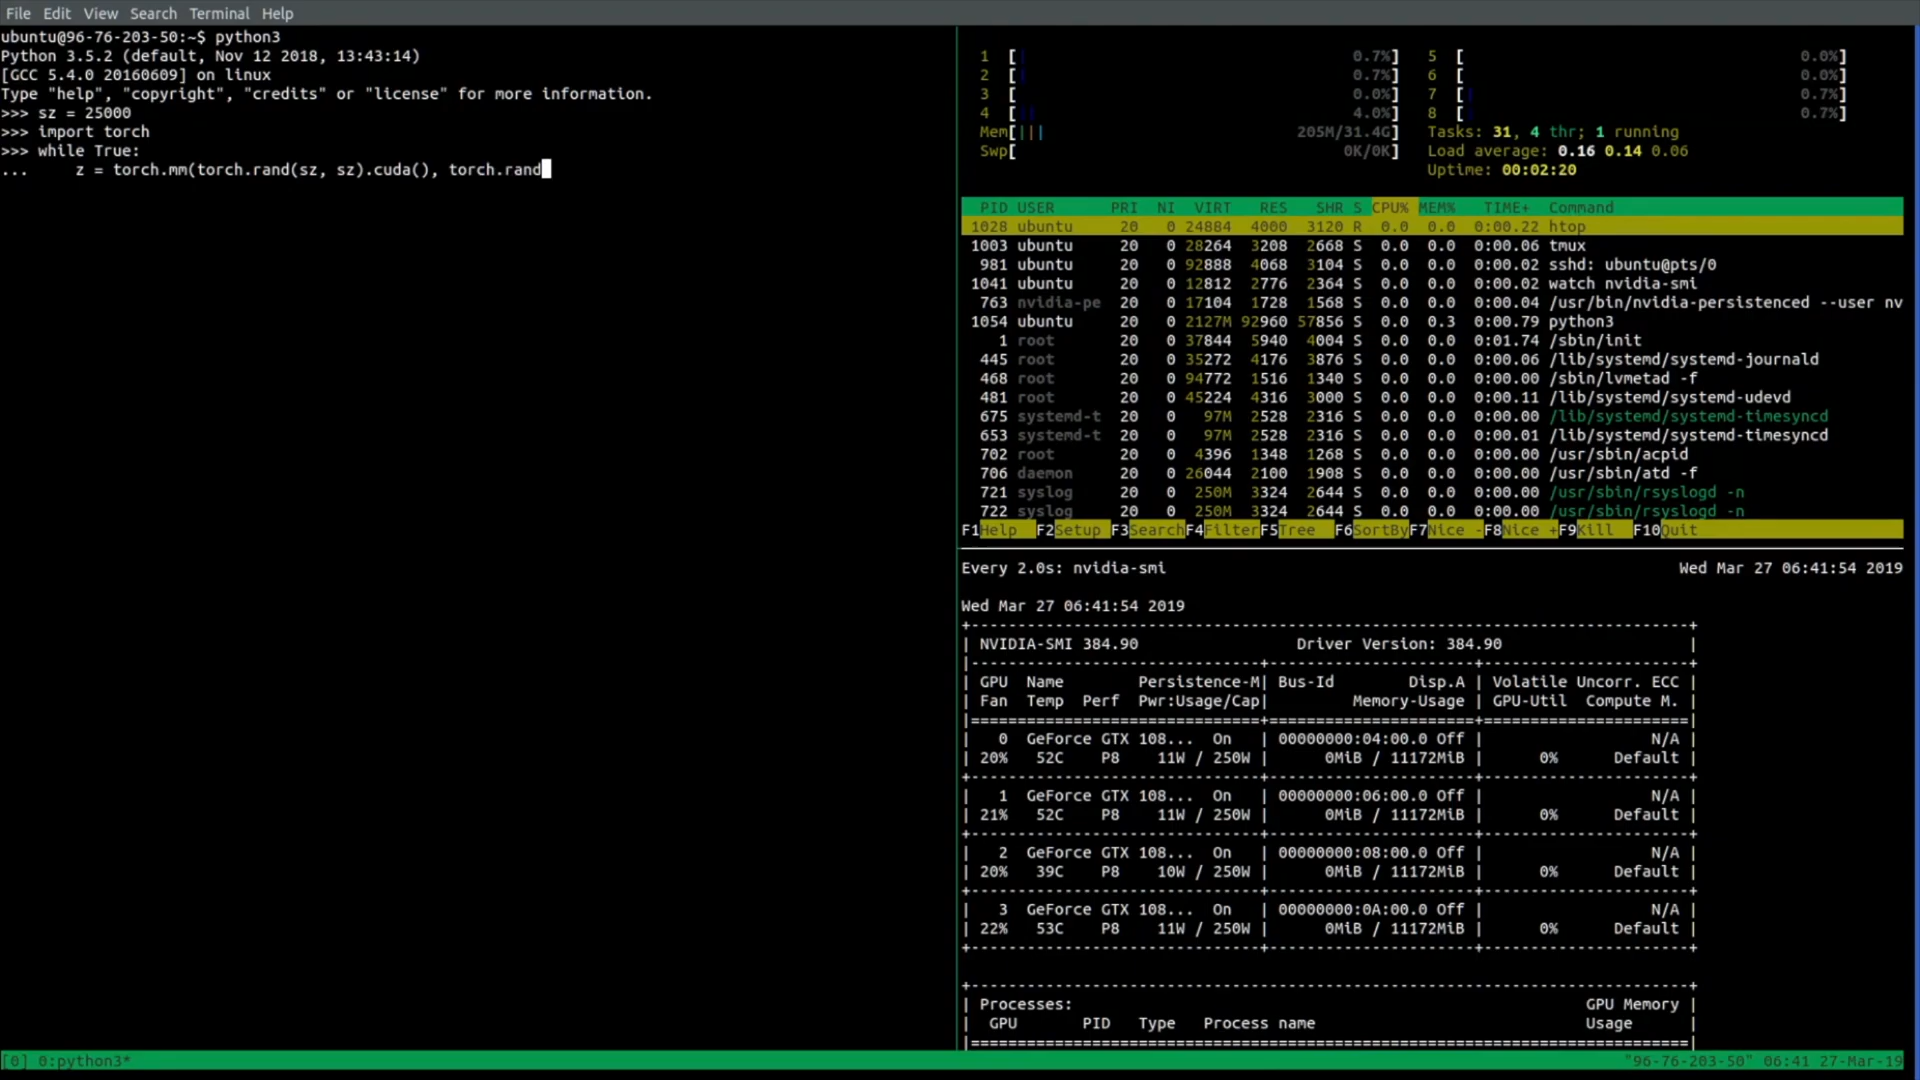 File Edit View Search Terminal Help
ubuntu@96-76-203-50:~$ python3
Python 3.5.2 (default, Nov 12 2018, 13:43:14)
[GCC 5.4.0 20160609] on linux
Type "help", "copyright", "credits" or "license" for more information.
>>> sz = 25000
>>> import torch
>>> while True:
...     z = torch.mm(torch.rand(sz, sz).cuda(), torch.rand
1 [| 0.7%] 5 [ 0.0%]
2 [| 0.7%] 6 [ 0.0%]
3 [ 0.0%] 7 [| 0.7%]
4 [|| 4.0%] 8 [ 0.7%]
Mem[||| 205M/31.4G] Tasks: 31, 4 thr; 1 running
Swp[ 0K/0K] Load average: 0.16 0.14 0.06
Uptime: 00:02:20
PID USER PRI NI VIRT RES SHR S CPU% MEM% TIME+ Command
1028 ubuntu 20 0 24884 4000 3120 R 0.0 0.0 0:00.22 htop
1003 ubuntu 20 0 28264 3208 2668 S 0.0 0.0 0:00.06 tmux
981 ubuntu 20 0 92888 4068 3104 S 0.0 0.0 0:00.02 sshd: ubuntu@pts/0
1041 ubuntu 20 0 12812 2776 2364 S 0.0 0.0 0:00.02 watch nvidia-smi
763 nvidia-pe 20 0 17104 1728 1568 S 0.0 0.0 0:00.04 /usr/bin/nvidia-persistenced --user nv
1054 ubuntu 20 0 2127M 92960 57856 S 0.0 0.3 0:00.79 python3
1 root 20 0 37844 5940 4004 S 0.0 0.0 0:01.74 /sbin/init
445 root 20 0 35272 4176 3876 S 0.0 0.0 0:00.06 /lib/systemd/systemd-journald
468 root 20 0 94772 1516 1340 S 0.0 0.0 0:00.00 /sbin/lvmetad -f
481 root 20 0 45224 4316 3000 S 0.0 0.0 0:00.11 /lib/systemd/systemd-udevd
675 systemd-t 20 0 97M 2528 2316 S 0.0 0.0 0:00.00 /lib/systemd/systemd-timesyncd
653 systemd-t 20 0 97M 2528 2316 S 0.0 0.0 0:00.01 /lib/systemd/systemd-timesyncd
702 root 20 0 4396 1348 1268 S 0.0 0.0 0:00.00 /usr/sbin/acpid
706 daemon 20 0 26044 2100 1908 S 0.0 0.0 0:00.00 /usr/sbin/atd -f
721 syslog 20 0 250M 3324 2644 S 0.0 0.0 0:00.00 /usr/sbin/rsyslogd -n
722 syslog 20 0 250M 3324 2644 S 0.0 0.0 0:00.00 /usr/sbin/rsyslogd -n
F1Help F2Setup F3SearchF4FilterF5Tree F6SortByF7Nice -F8Nice +F9Kill F10Quit
Every 2.0s: nvidia-smi Wed Mar 27 06:41:54 2019
Wed Mar 27 06:41:54 2019
NVIDIA-SMI 384.90 Driver Version: 384.90
GPU Name Persistence-M| Bus-Id Disp.A | Volatile Uncorr. ECC |
Fan Temp Perf Pwr:Usage/Cap| Memory-Usage | GPU-Util Compute M. |
0 GeForce GTX 108... On | 00000000:04:00.0 Off | N/A |
20% 52C P8 11W / 250W | 0MiB / 11172MiB | 0% Default |
1 GeForce GTX 108... On | 00000000:06:00.0 Off | N/A |
21% 52C P8 11W / 250W | 0MiB / 11172MiB | 0% Default |
2 GeForce GTX 108... On | 00000000:08:00.0 Off | N/A |
20% 39C P8 10W / 250W | 0MiB / 11172MiB | 0% Default |
3 GeForce GTX 108... On | 00000000:0A:00.0 Off | N/A |
22% 53C P8 11W / 250W | 0MiB / 11172MiB | 0% Default |
Processes: GPU Memory |
GPU PID Type Process name Usage |
[0] 0:python3* "96-76-203-50" 06:41 27-Mar-19